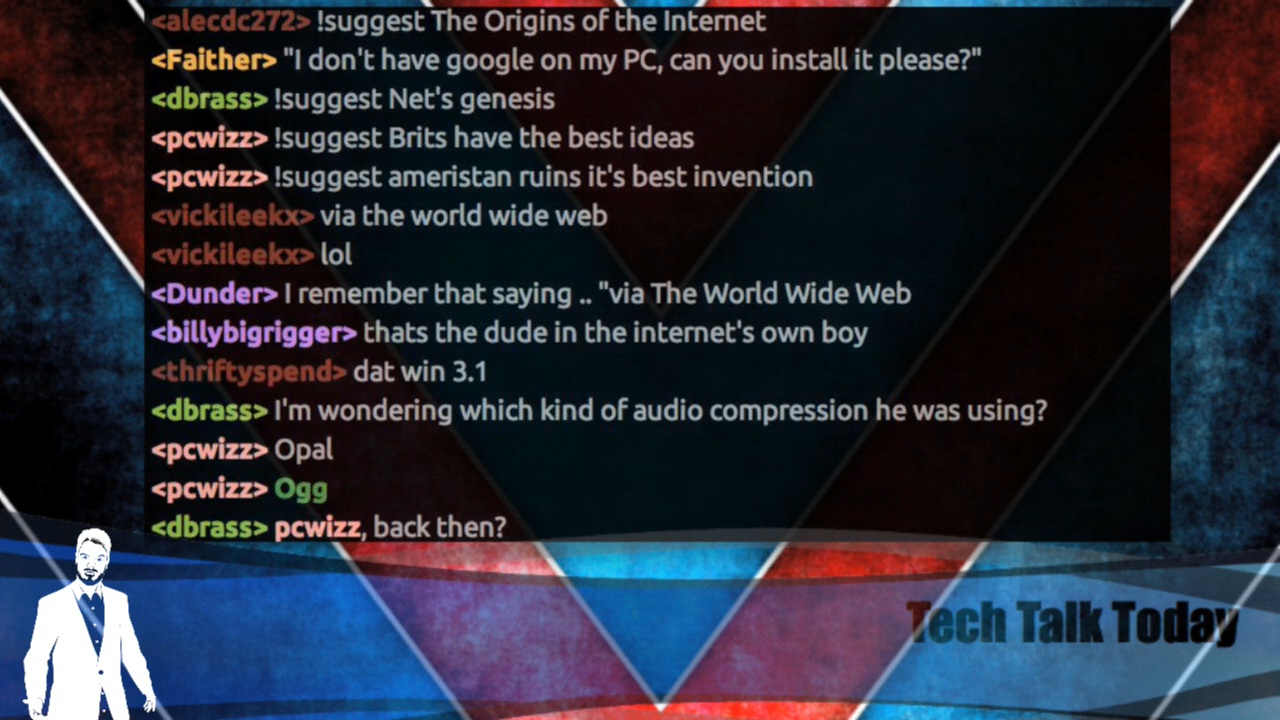 <alecdc272> !suggest The Origins of the Internet
<Faither> "I don't have google on my PC, can you install it please?"
<dbrass> !suggest Net's genesis
<pcwizz> !suggest Brits have the best ideas
<pcwizz> !suggest ameristan ruins it's best invention
<vickileekx> via the world wide web
<vickileekx> lol
<Dunder> I remember that saying .. "via The World Wide Web
<billybigrigger> thats the dude in the internet's own boy
<thriftyspend> dat win 3.1
<dbrass> I'm wondering which kind of audio compression he was using?
<pcwizz> Opal
<pcwizz> Ogg
<dbrass> pcwizz, back then?
Tech Talk Today